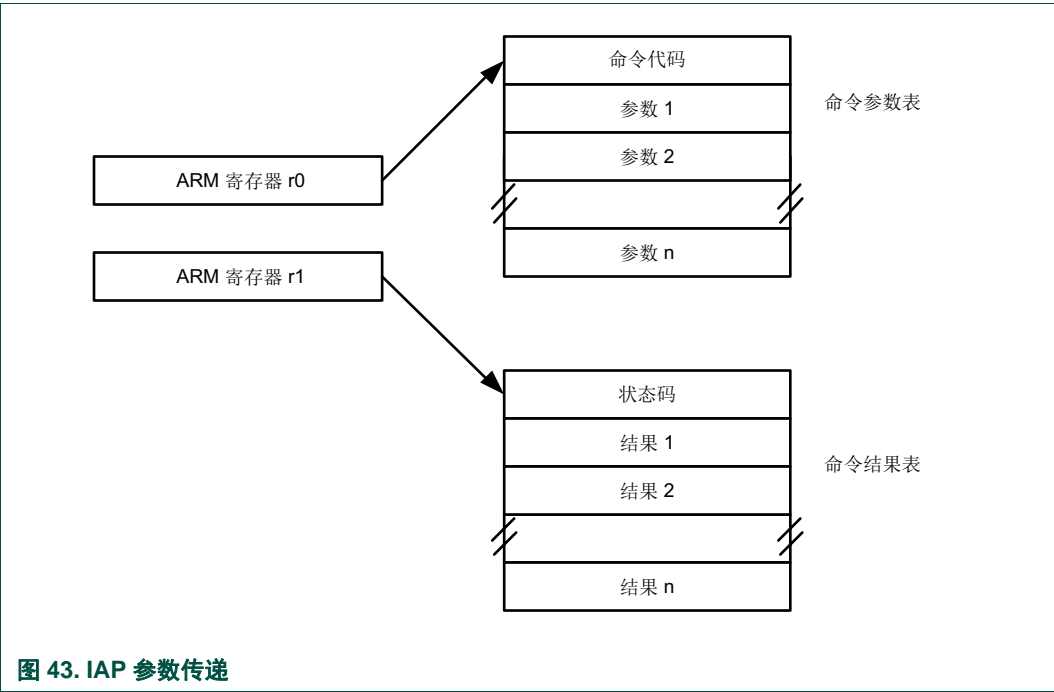 命令代码
参数 1
命令参数表
参数 2
ARM 寄存器 r0
参数 n
ARM 寄存器 r1
状态码
结果 1
命令结果表
结果 2
结果 n
图 43. IAP 参数传递